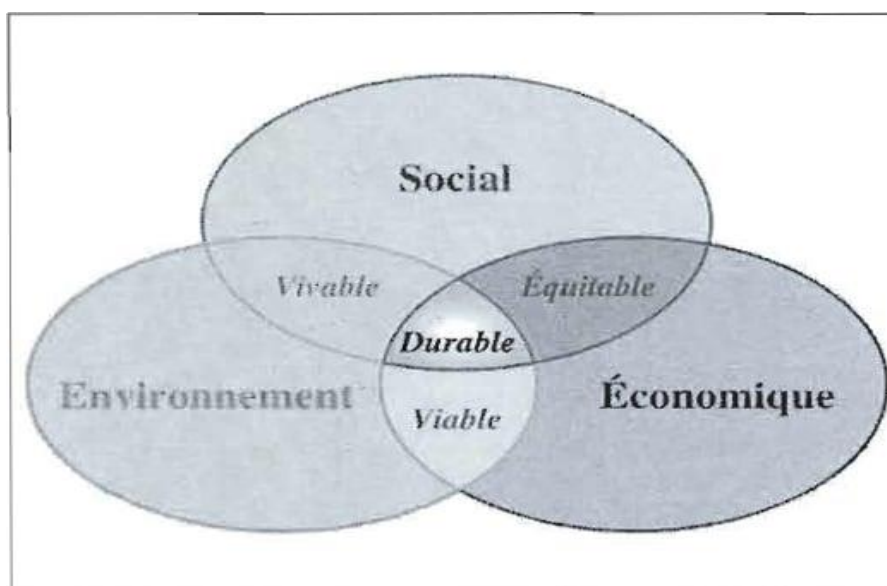 Social
Vivable
Équitable
Durable
Environnement
Économique
Viable